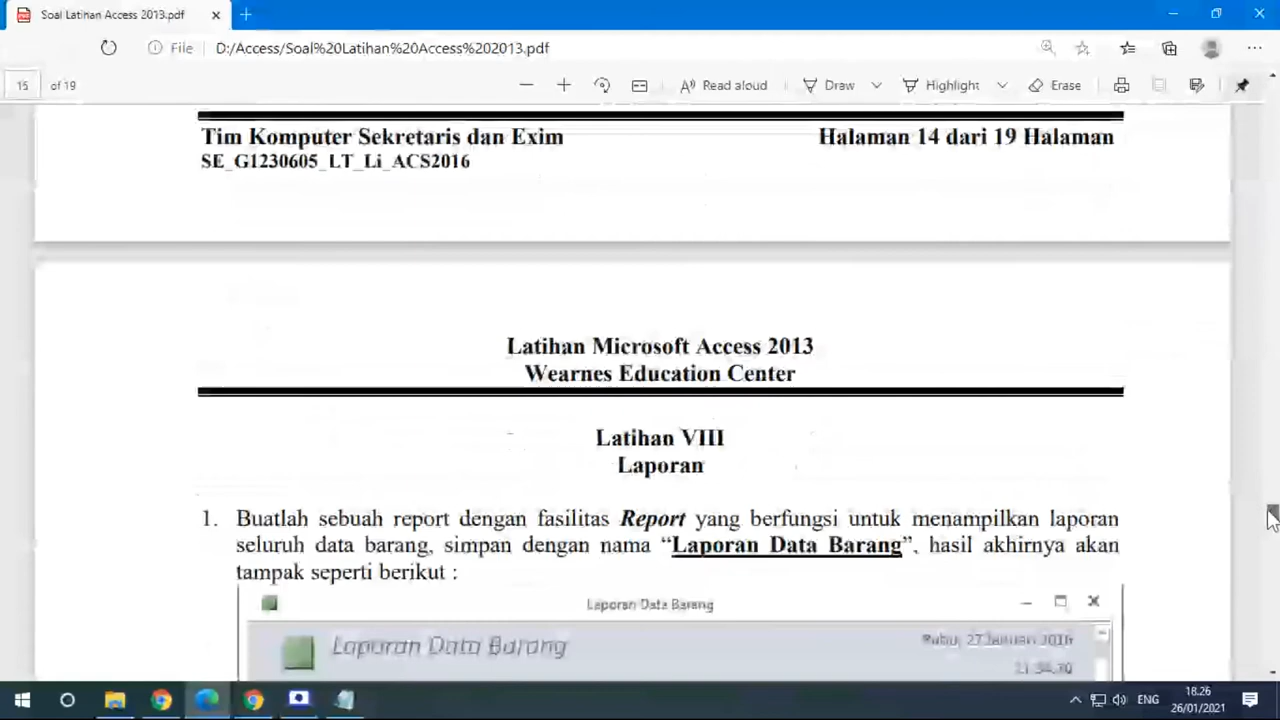 Soal Latihan Access 2013.pdf
File D:/Access/Soal%20Latihan%20Access%202013.pdf
15 of 19 Read aloud Draw Highlight Erase
Tim Komputer Sekretaris dan Exim Halaman 14 dari 19 Halaman
SE_G1230605_LT_Li_ACS2016
Latihan Microsoft Access 2013
Wearnes Education Center
Latihan VIII
Laporan
1. Buatlah sebuah report dengan fasilitas Report yang berfungsi untuk menampilkan laporan
seluruh data barang, simpan dengan nama “Laporan Data Barang”, hasil akhirnya akan
tampak seperti berikut :
Laporan Data Barang
Laporan Data Barang Rabu, 27 Januari 2016
ENG 18.26
26/01/2021